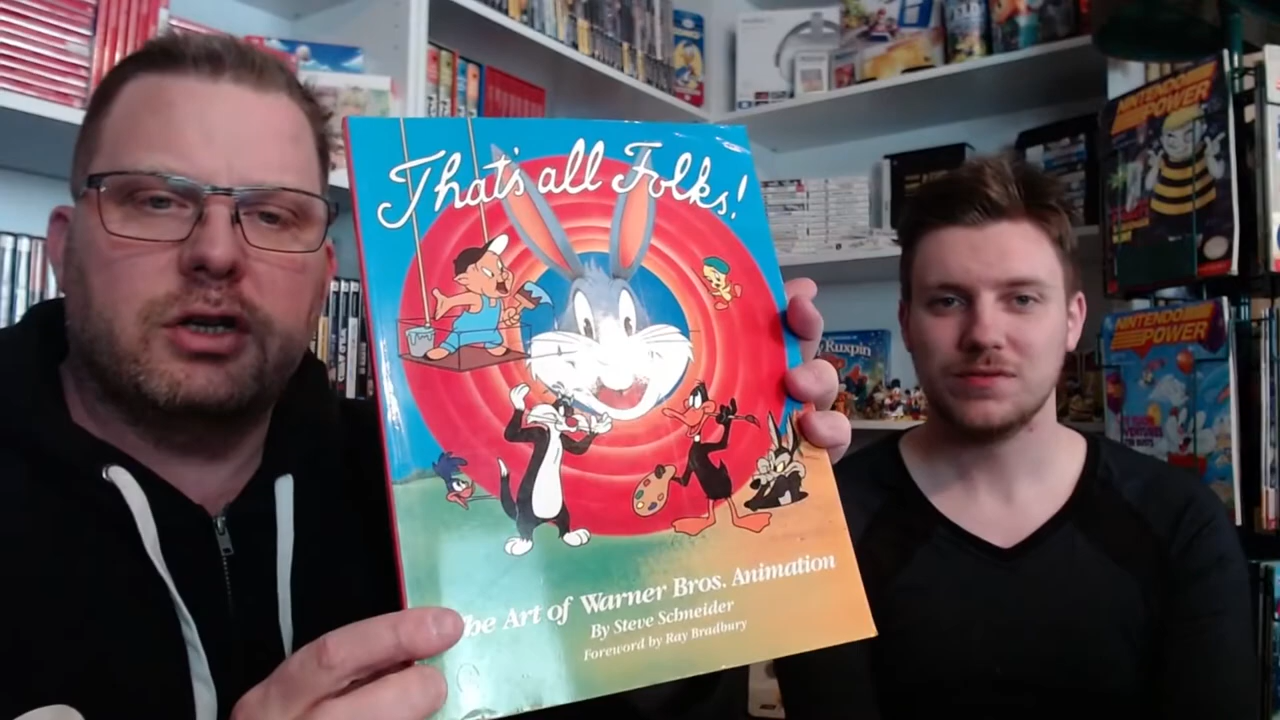 That's all Folks!
The Art of Warner Bros. Animation
By Steve Schneider
Foreword by Ray Bradbury
NINTENDO
POWER
Ruxpin
NINTENDO
POWER